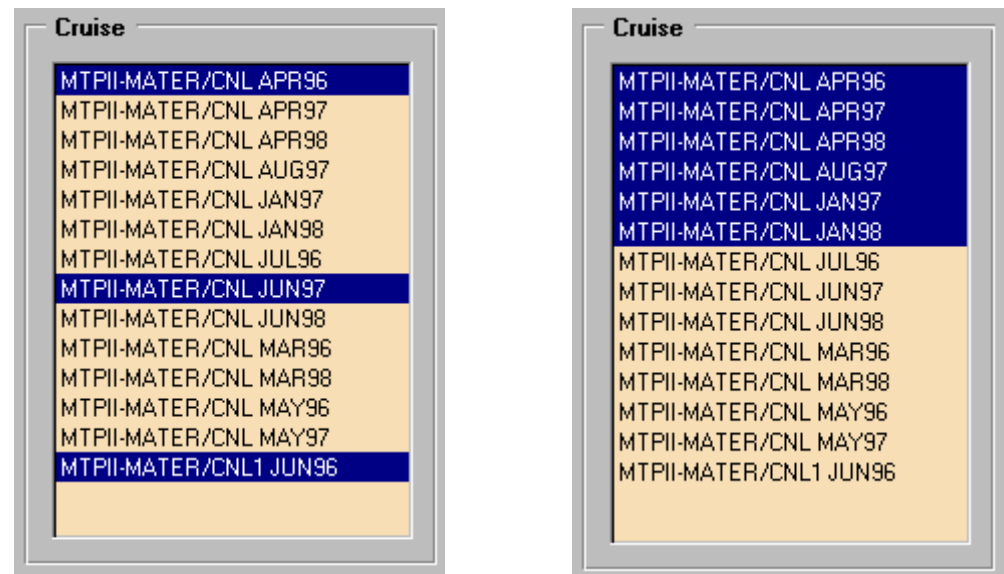 Cruise
MTPII-MATER/CNL APR96
MTPII-MATER/CNL APR97
MTPII-MATER/CNL APR98
MTPII-MATER/CNL AUG97
MTPII-MATER/CNL JAN97
MTPII-MATER/CNL JAN98
MTPII-MATER/CNL JUL96
MTPII-MATER/CNL JUN97
MTPII-MATER/CNL JUN98
MTPII-MATER/CNL MAR96
MTPII-MATER/CNL MAR98
MTPII-MATER/CNL MAY96
MTPII-MATER/CNL MAY97
MTPII-MATER/CNL1 JUN96
Cruise
MTPII-MATER/CNL APR96
MTPII-MATER/CNL APR97
MTPII-MATER/CNL APR98
MTPII-MATER/CNL AUG97
MTPII-MATER/CNL JAN97
MTPII-MATER/CNL JAN98
MTPII-MATER/CNL JUL96
MTPII-MATER/CNL JUN97
MTPII-MATER/CNL JUN98
MTPII-MATER/CNL MAR96
MTPII-MATER/CNL MAR98
MTPII-MATER/CNL MAY96
MTPII-MATER/CNL MAY97
MTPII-MATER/CNL1 JUN96